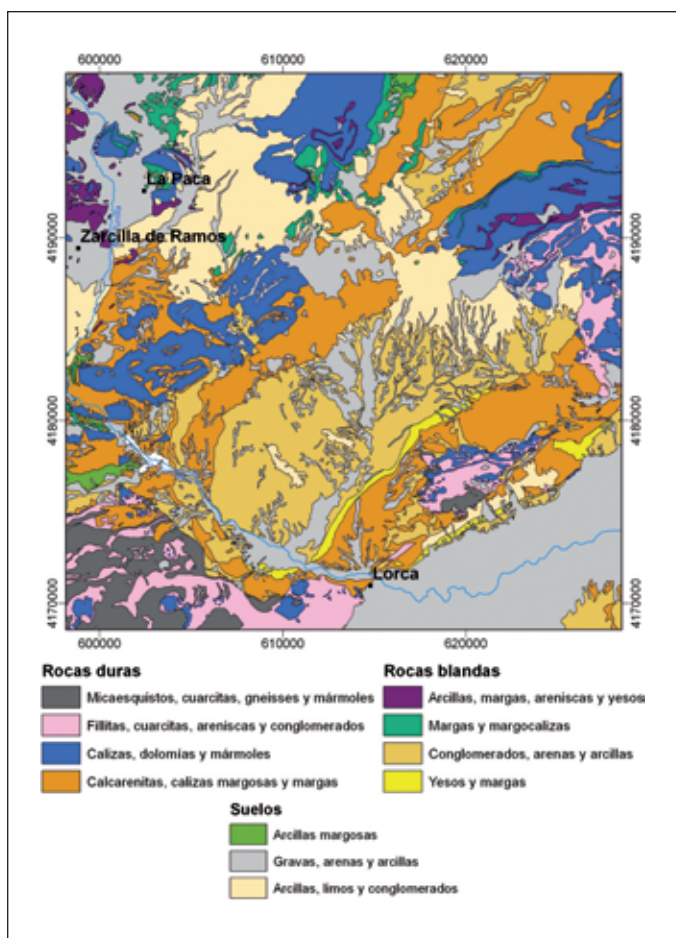 600000 610000 620000
4190000 4190000
4180000 4180000
4170000 4170000
La Paca
Zarcilla de Ramos
Lorca
600000 610000 620000
Rocas duras
Micaesquistos, cuarcitas, gneisses y mármoles
Fillitas, cuarcitas, areniscas y conglomerados
Calizas, dolomías y mármoles
Calcarenitas, calizas margosas y margas
Rocas blandas
Arcillas, margas, areniscas y yesos
Margas y margocalizas
Conglomerados, arenas y arcillas
Yesos y margas
Suelos
Arcillas margosas
Gravas, arenas y arcillas
Arcillas, limos y conglomerados